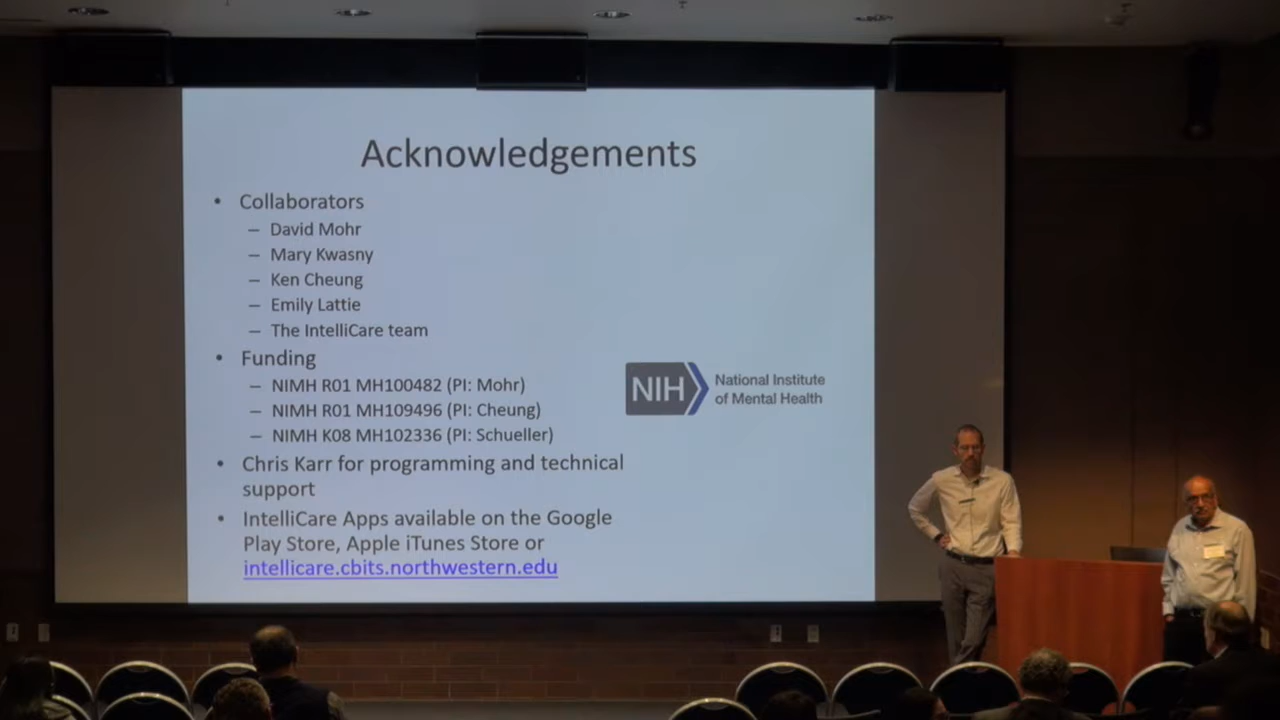 Acknowledgements
• Collaborators
– David Mohr
– Mary Kwasny
– Ken Cheung
– Emily Lattie
– The IntelliCare team
• Funding
– NIMH R01 MH100482 (PI: Mohr)
– NIMH R01 MH109496 (PI: Cheung)
– NIMH K08 MH102336 (PI: Schueller)
• Chris Karr for programming and technical
support
• IntelliCare Apps available on the Google
Play Store, Apple iTunes Store or
intellicare.cbits.northwestern.edu
NIH National Institute
of Mental Health